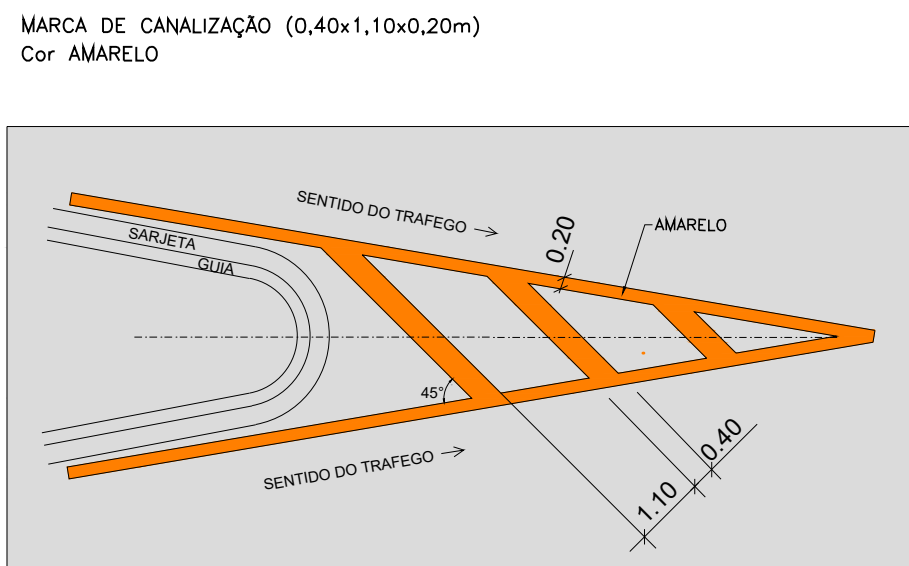 MARCA DE CANALIZAÇÃO (0,40x1,10x0,20m)
Cor AMARELO
SENTIDO DO TRAFEGO
0.20
AMARELO
SARJETA
GUIA
45°
SENTIDO DO TRAFEGO
0.40
1.10